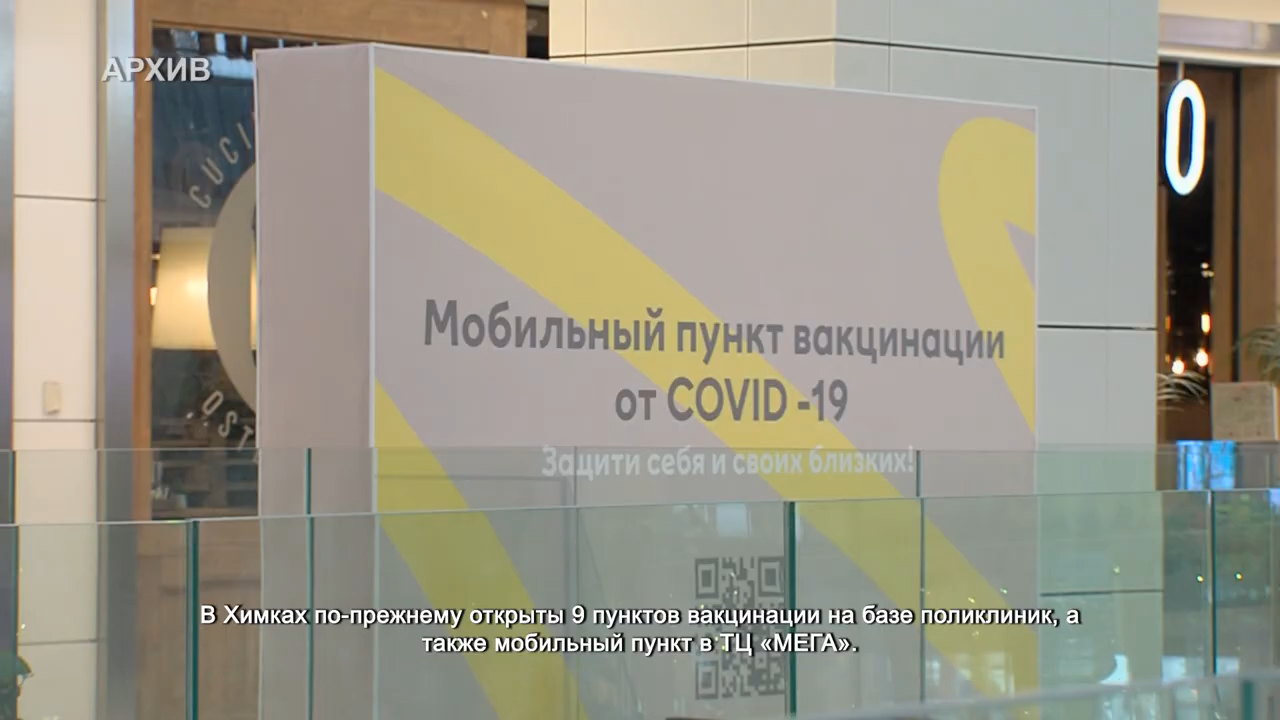 АРХИВ
CUCI
O
Мобильный пункт вакцинации
от COVID -19
Защити себя и своих близких!
В Химках по-прежнему открыты 9 пунктов вакцинации на базе поликлиник, а
также мобильный пункт в ТЦ «МЕГА».